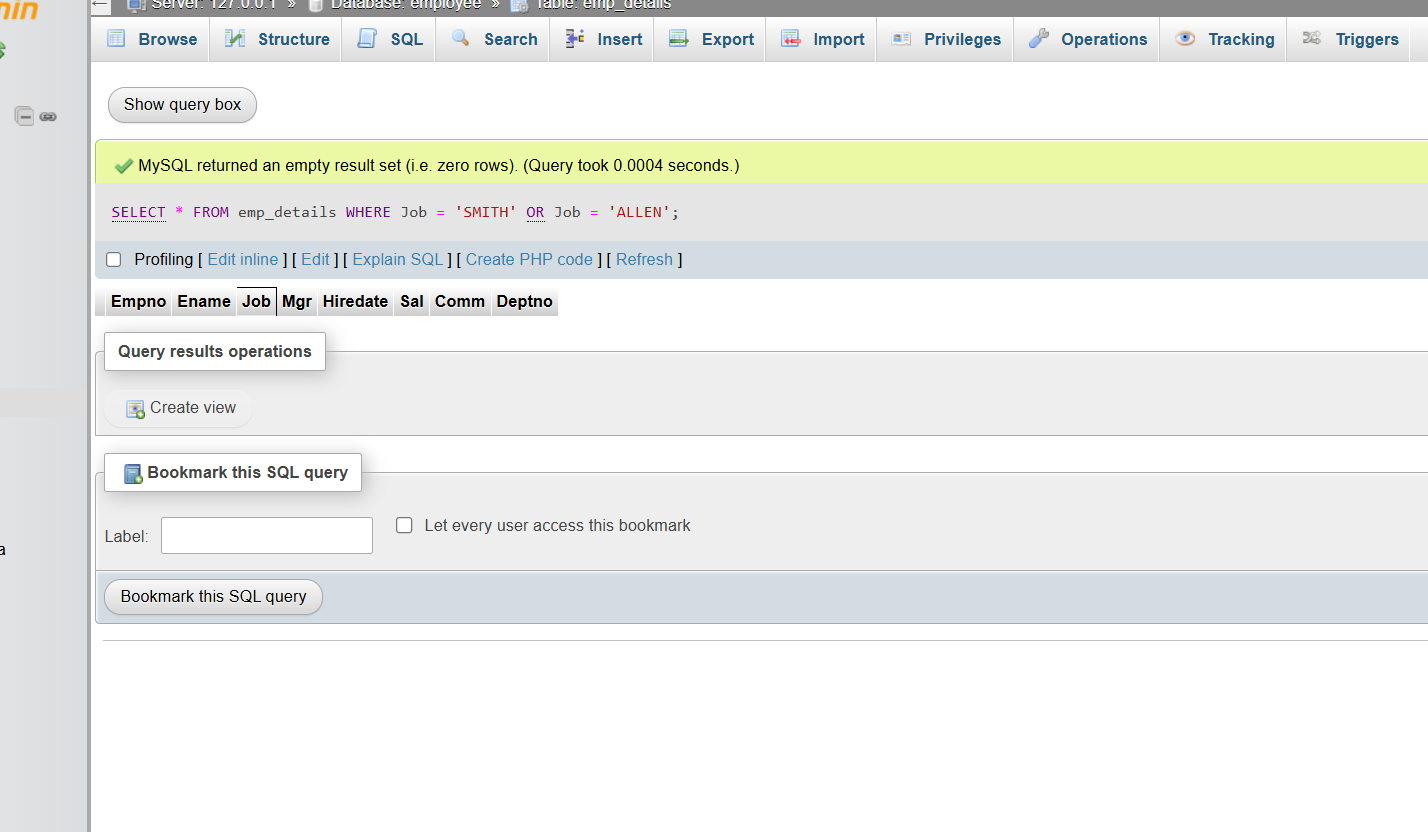 min
Server: 127.0.0.1 » Database: employee » Table: emp_details
Browse Structure SQL Search Insert Export Import Privileges Operations Tracking Triggers
Show query box
MySQL returned an empty result set (i.e. zero rows). (Query took 0.0004 seconds.)
SELECT * FROM emp_details WHERE Job = 'SMITH' OR Job = 'ALLEN';
Profiling [ Edit inline ] [ Edit ] [ Explain SQL ] [ Create PHP code ] [ Refresh ]
Empno Ename Job Mgr Hiredate Sal Comm Deptno
Query results operations
Create view
Bookmark this SQL query
Label:
Let every user access this bookmark
a
Bookmark this SQL query